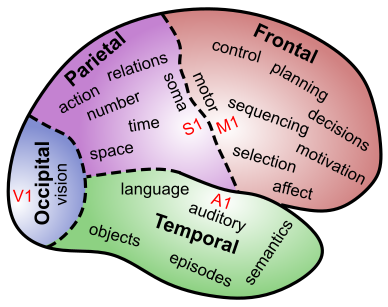 Parietal
relations
action
number
soma
time
space
S1
Frontal
control
planning
motor
sequencing
decisions
M1
motivation
selection
affect
Occipital
vision
V1
language
A1
auditory
Temporal
objects
episodes
semantics